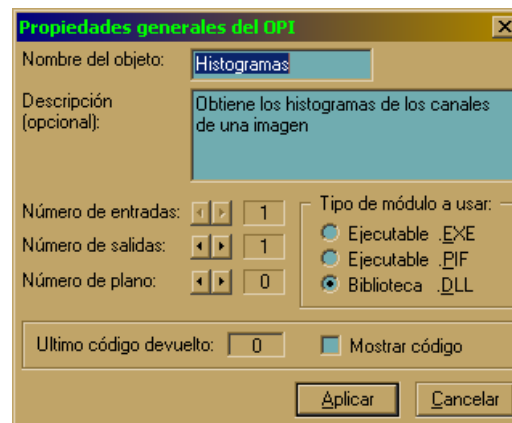 Propiedades generales del OPI
Nombre del objeto: Histogramas
Descripción
(opcional):
Obtiene los histogramas de los canales
de una imagen
Número de entradas: 1
Número de salidas: 1
Número de plano: 0
Tipo de módulo a usar:
Ejecutable .EXE
Ejecutable .PIF
Biblioteca .DLL
Ultimo código devuelto: 0
Mostrar código
Aplicar
Cancelar